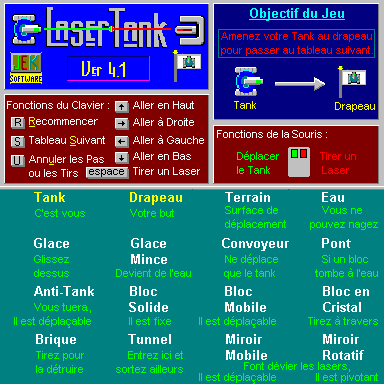 LaserTank
JEK
SOFTWARE
Ver 4.1
Objectif du Jeu
Amenez votre Tank au drapeau
pour passer au tableau suivant.
Tank
Drapeau
Fonctions du Clavier :
R Recommencer
S Tableau Suivant
U Annuler les Pas
ou les Tirs
↑ Aller en Haut
→ Aller à Droite
← Aller à Gauche
↓ Aller en Bas
espace Tirer un Laser
Fonctions de la Souris :
Déplacer
le Tank
Tirer un
Laser
Tank
C'est vous
Drapeau
Votre but
Terrain
Surface de
déplacement
Eau
Vous ne
pouvez nagez
Glace
Glissez
dessus
Glace
Mince
Devient de l'eau
Convoyeur
Ne déplace
que le tank
Pont
Si un bloc
tombe à l'eau
Anti-Tank
Vous tuera,
Il est déplaçable
Bloc
Solide
Il est fixe
Bloc
Mobile
Il est déplaçable
Bloc en
Cristal
Tirez à travers
Brique
Tirez pour
la détruire
Tunnel
Entrez ici et
sortez ailleurs
Miroir
Mobile
Miroir
Rotatif
Font dévier les lasers,
Il est déplaçable
Il est pivotant